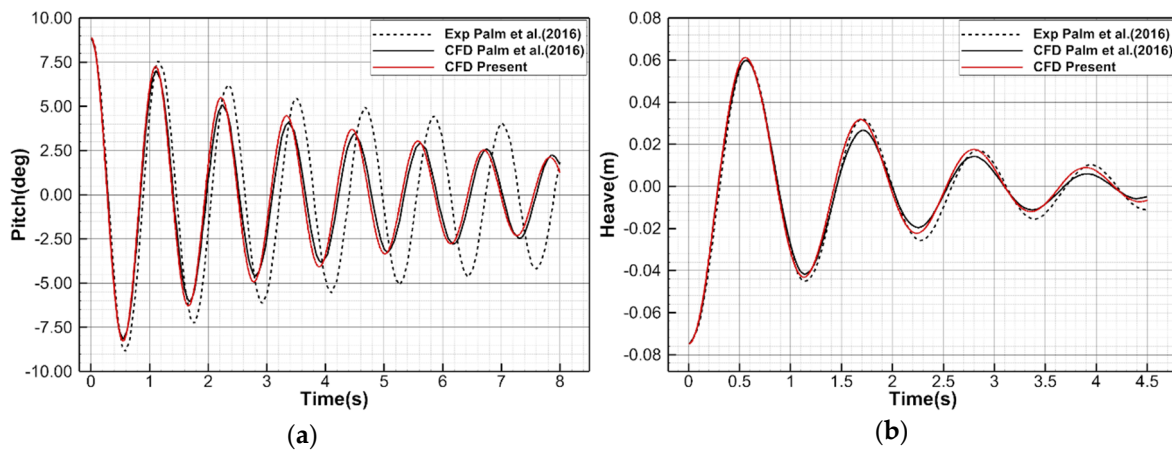 Exp Palm et al.(2016)
CFD Palm et al.(2016)
CFD Present
10.00
7.50
5.00
2.50
0.00
-2.50
-5.00
-7.50
-10.00
Pitch(deg)
0 1 2 3 4 5 6 7 8
Time(s)
(a)
Exp Palm et al.(2016)
CFD Palm et al.(2016)
CFD Present
0.08
0.06
0.04
0.02
0.00
-0.02
-0.04
-0.06
-0.08
Heave(m)
0 0.5 1 1.5 2 2.5 3 3.5 4 4.5
Time(s)
(b)